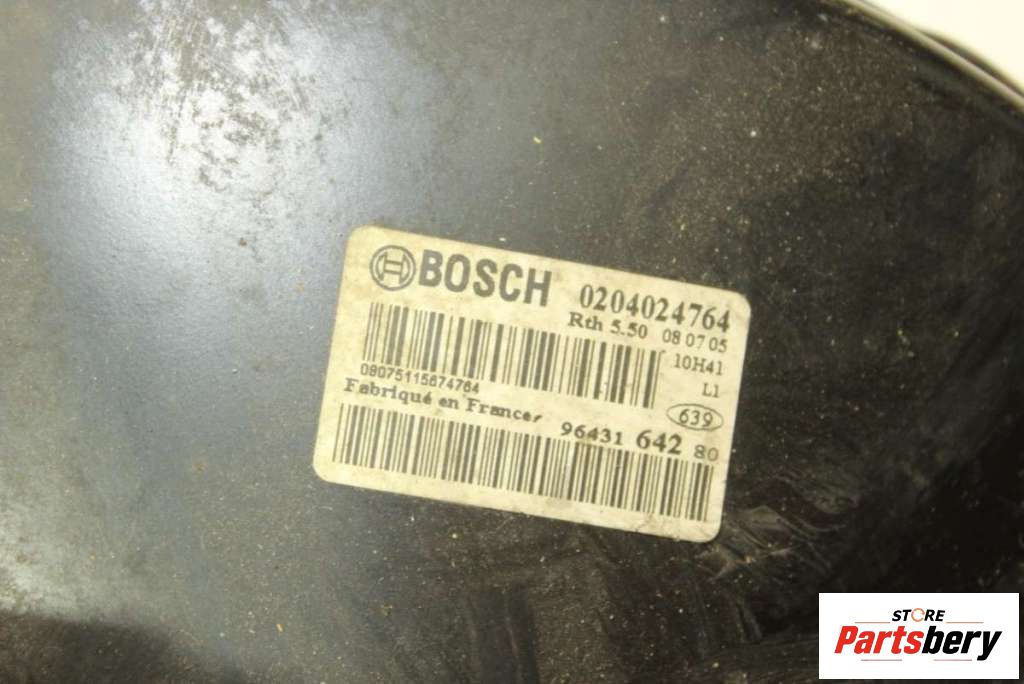 BOSCH 0204024764
Rth 5.50 08 07 05
10H41
08075115674764
L1
Fabriqué en France
639
96431 642 80
STORE
Partsbery